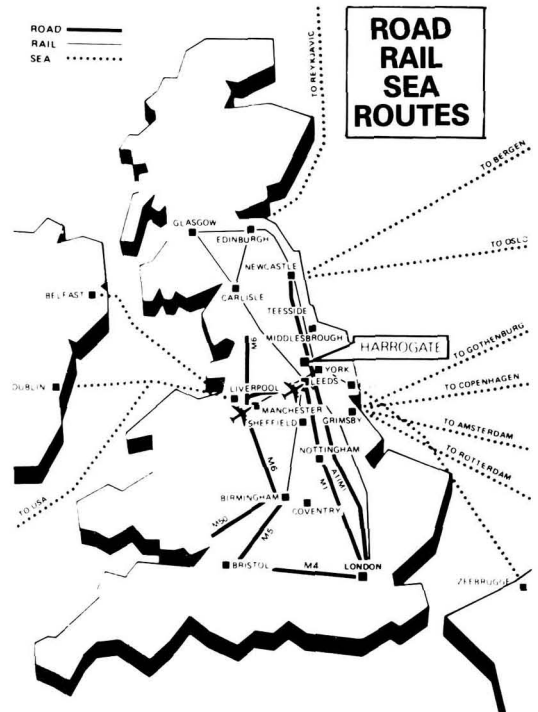 ROAD
RAIL
SEA
ROAD
RAIL
SEA
ROUTES
TO REYKJAVIC
TO BERGEN
TO OSLO
GLASGOW
EDINBURGH
NEWCASTLE
BELFAST
CARLISLE
TEESSIDE
MIDDLESBROUGH
HARROGATE
TO GOTHENBURG
M6
YORK
LEEDS
TO COPENHAGEN
DUBLIN
LIVERPOOL
MANCHESTER
GRIMSBY
SHEFFIELD
TO AMSTERDAM
TO ROTTERDAM
NOTTINGHAM
M6
M1
A1(M)
TO USA
BIRMINGHAM
COVENTRY
M50
M5
BRISTOL
M4
LONDON
ZEEBRUGGE